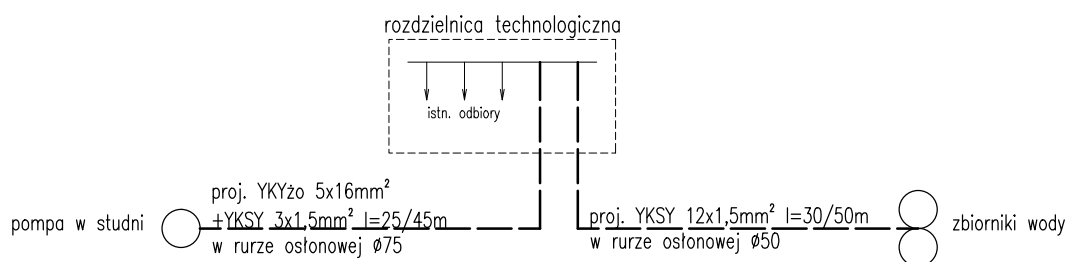 rozdzielnica technologiczna
istn. odbiory
proj. YKYżo 5x16mm²
+YKSY 3x1,5mm² l=25/45m
w rurze osłonowej ø75
pompa w studni
proj. YKSY 12x1,5mm² l=30/50m
w rurze osłonowej ø50
zbiorniki wody